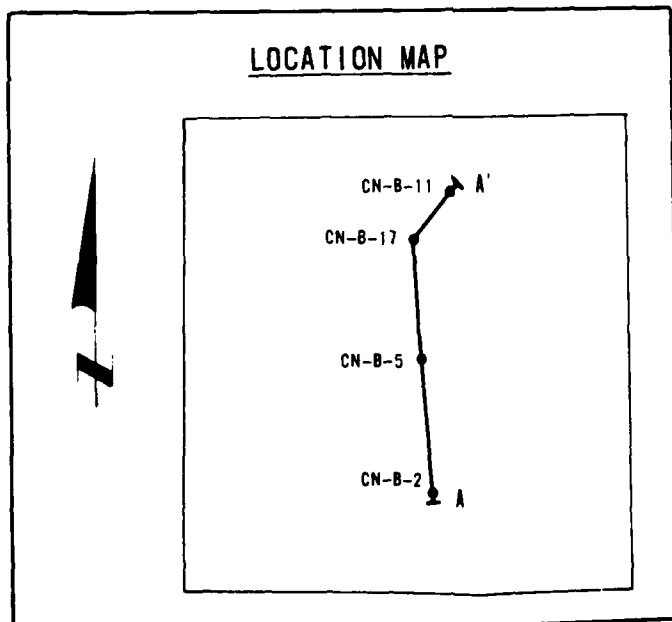 LOCATION MAP
CN-B-11 A'
CN-B-17
N
CN-B-5
CN-B-2 A